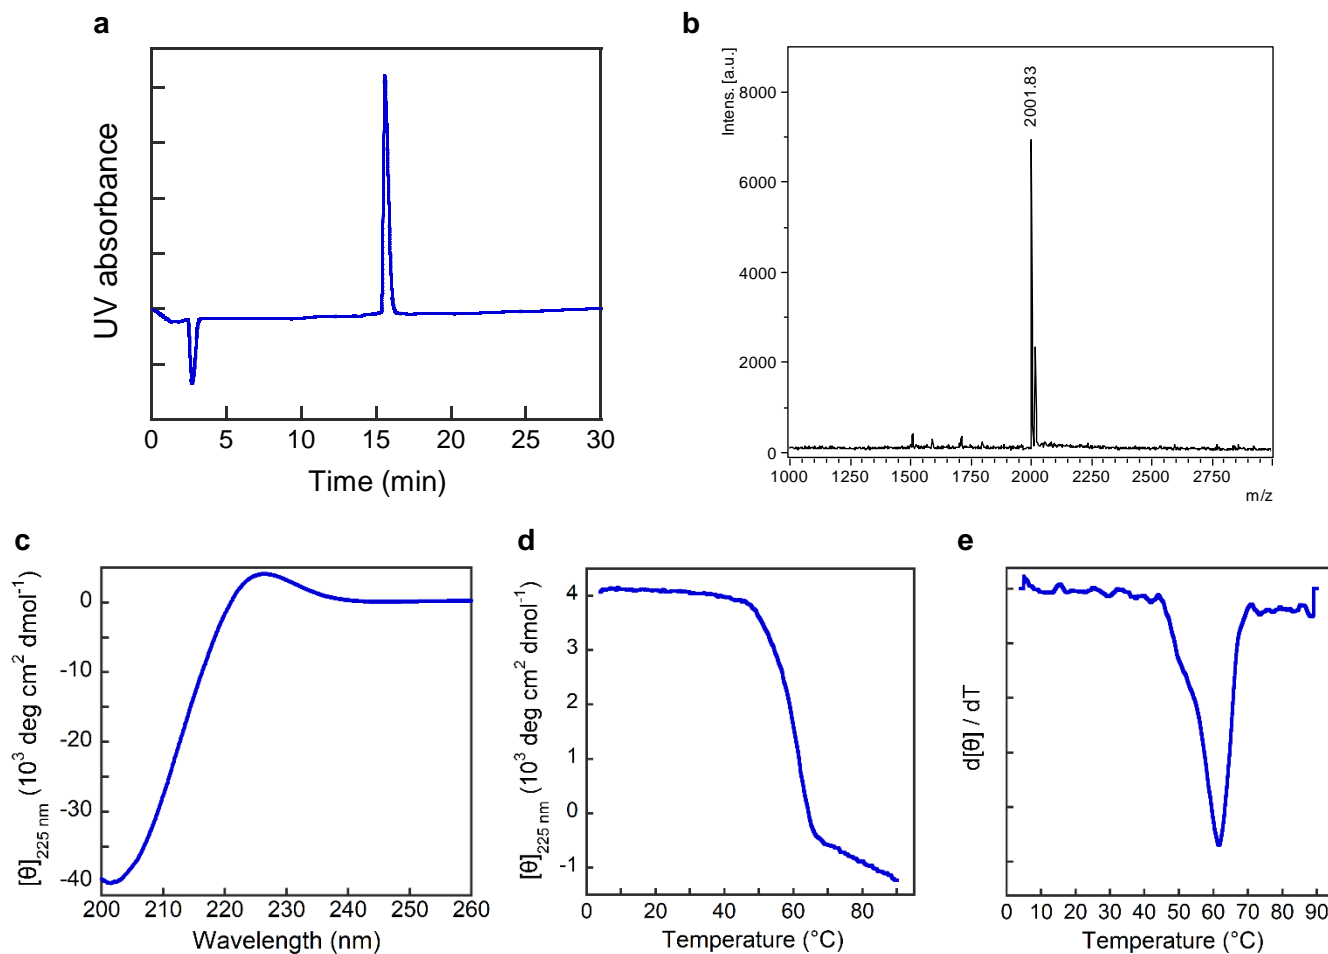 a
UV absorbance
0 5 10 15 20 25 30
Time (min)
b
Intens. [a.u.]
2001.83
8000
6000
4000
2000
0
1000 1250 1500 1750 2000 2250 2500 2750
m/z
c
[θ]225 nm (10³ deg cm² dmol⁻¹)
0
-10
-20
-30
-40
200 210 220 230 240 250 260
Wavelength (nm)
d
[θ]225 nm (10³ deg cm² dmol⁻¹)
4
3
2
1
0
-1
0 20 40 60 80
Temperature (°C)
e
d[θ] / dT
0 10 20 30 40 50 60 70 80 90
Temperature (°C)